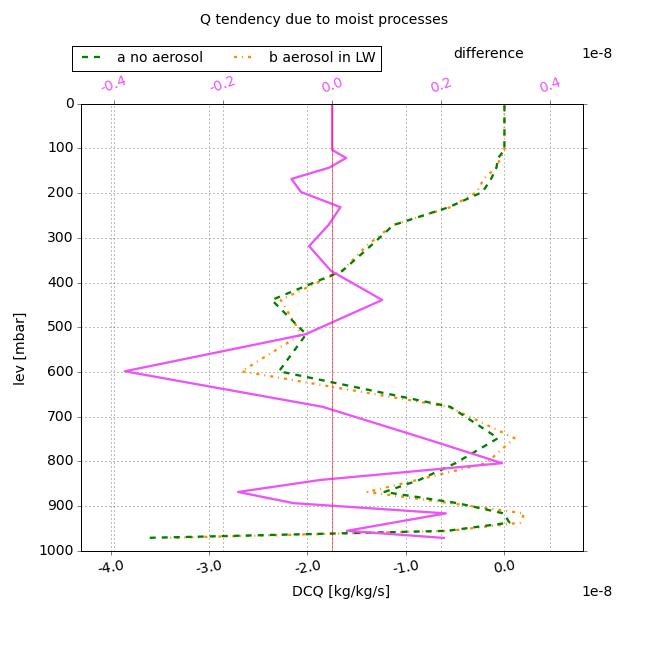 Q tendency due to moist processes
a no aerosol b aerosol in LW difference 1e-8
-0.4 -0.2 0.0 0.2 0.4
0
100
200
300
400
500
600
700
800
900
1000
lev [mbar]
-4.0 -3.0 -2.0 -1.0 0.0
DCQ [kg/kg/s] 1e-8